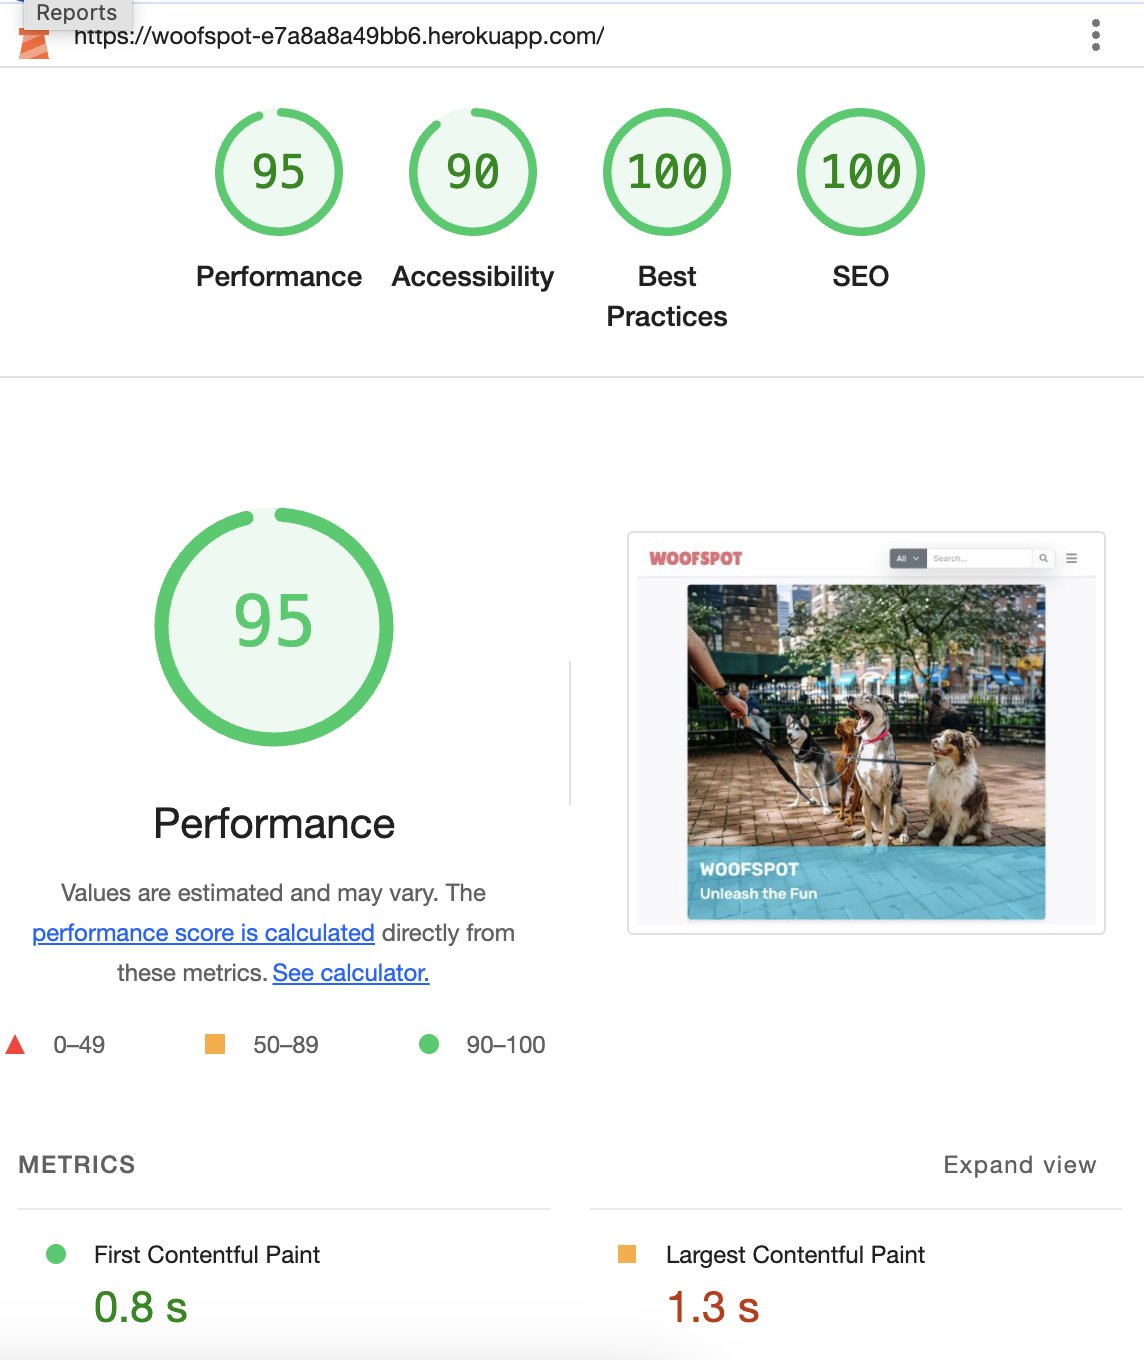 Reports
https://woofspot-e7a8a8a49bb6.herokuapp.com/
95
90
100
100
Performance
Accessibility
Best
Practices
SEO
95
Performance
Values are estimated and may vary. The
performance score is calculated directly from
these metrics. See calculator.
0–49
50–89
90–100
WOOFSPOT
All
Search...
WOOFSPOT
Unleash the Fun
METRICS
Expand view
First Contentful Paint
0.8 s
Largest Contentful Paint
1.3 s